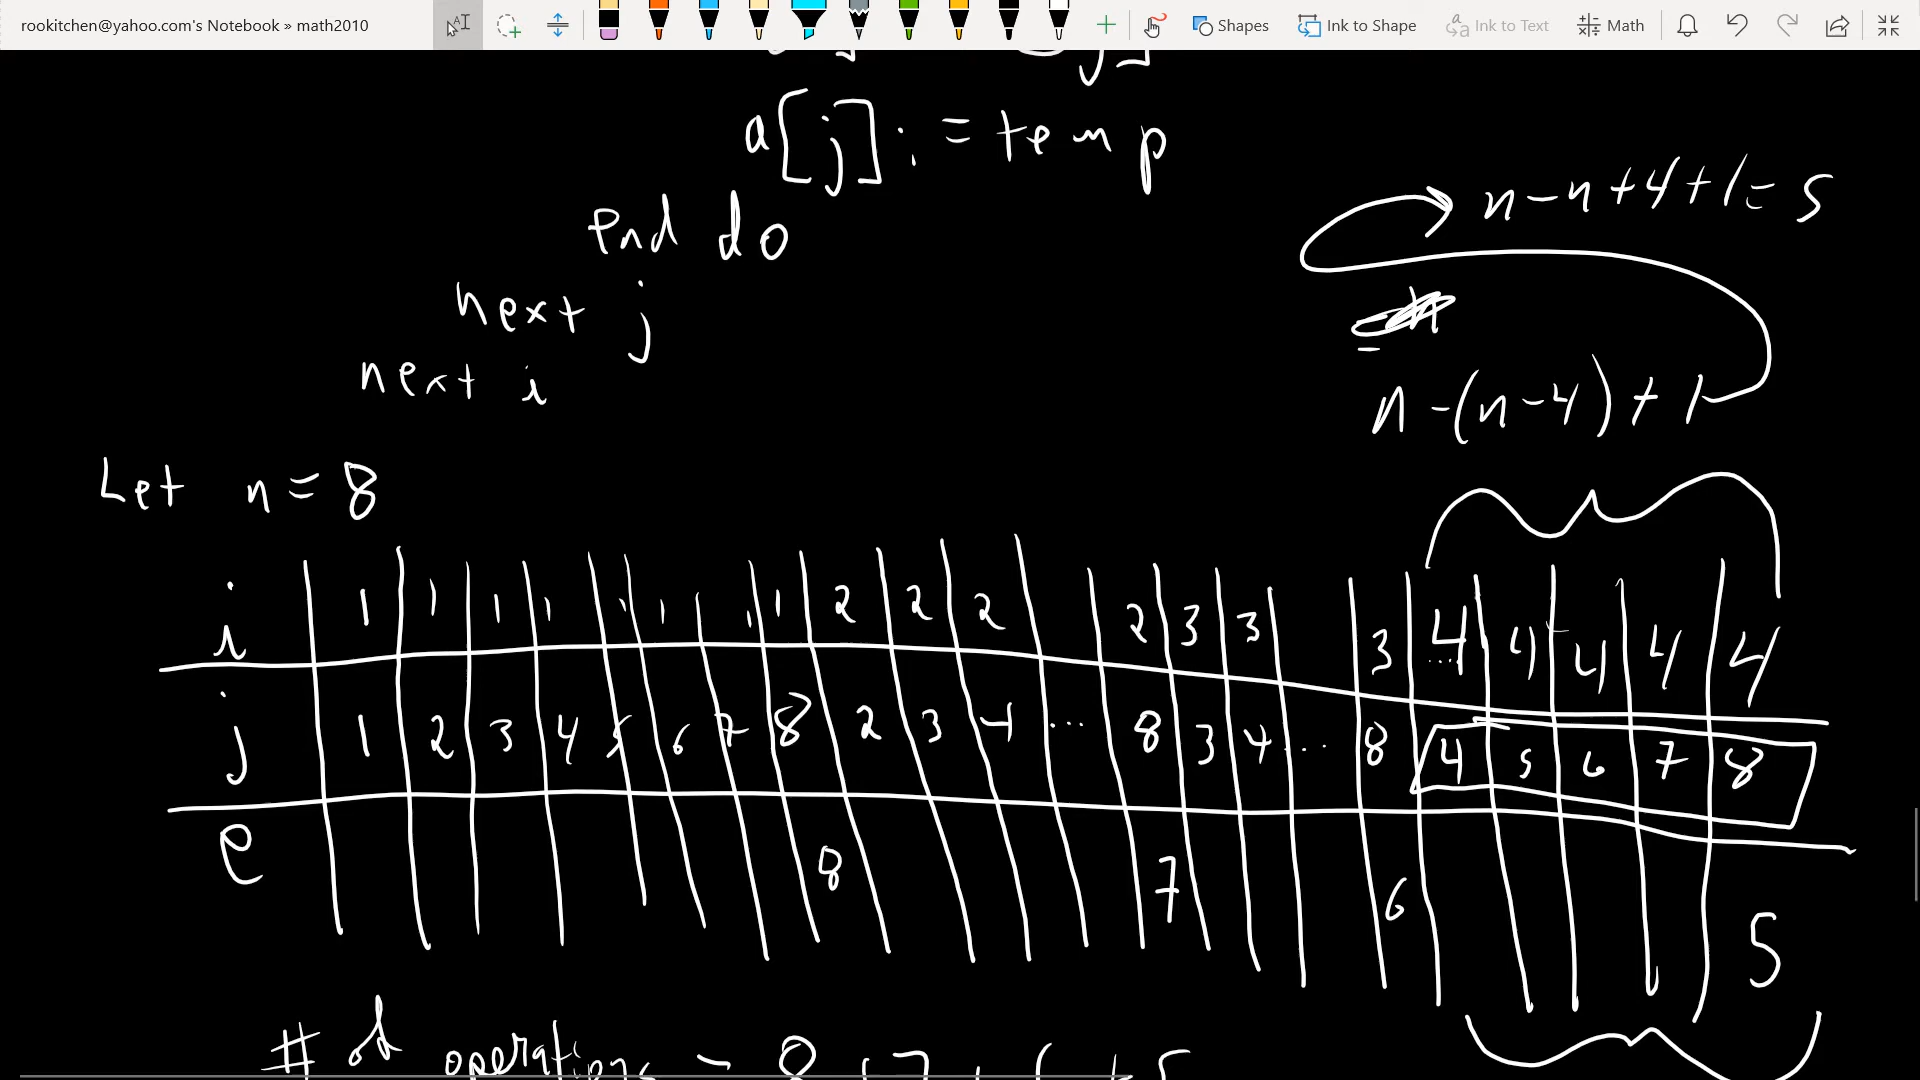 rookitchen@yahoo.com's Notebook » math2010
Shapes
Ink to Shape
Ink to Text
Math
a[j] := temp
end do
next j
next i
n-n+4+1=5
n-(n-4)+1
Let n=8
i 1 1 1 1 1 1 1 1 2 2 2 2 3 3 3 4 4 4 4 4
j 1 2 3 4 5 6 7 8 2 3 4 ... 8 3 4 ... 8 4 5 6 7 8
e 8 7 6 5
# of operations = 8+7+6+5